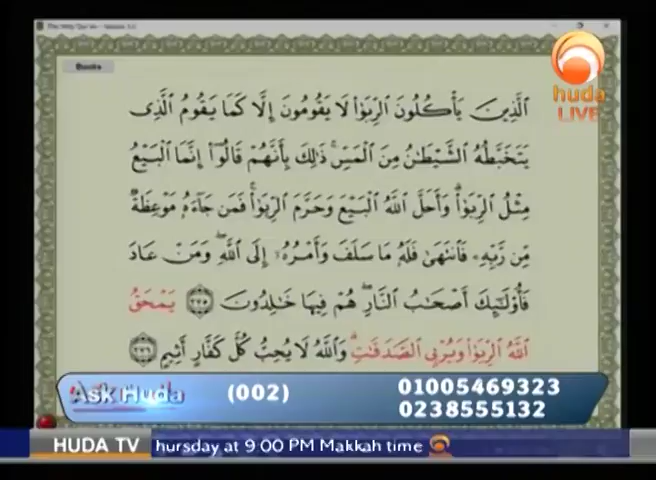 Books
huda
LIVE
ٱلَّذِينَ يَأْكُلُونَ ٱلرِّبَوٰا۟ لَا يَقُومُونَ إِلَّا كَمَا يَقُومُ ٱلَّذِى
يَتَخَبَّطُهُ ٱلشَّيْطَٰنُ مِنَ ٱلْمَسِّ ۚ ذَٰلِكَ بِأَنَّهُمْ قَالُوٓا۟ إِنَّمَا ٱلْبَيْعُ
مِثْلُ ٱلرِّبَوٰا۟ ۗ وَأَحَلَّ ٱللَّهُ ٱلْبَيْعَ وَحَرَّمَ ٱلرِّبَوٰا۟ ۚ فَمَن جَآءَهُۥ مَوْعِظَةٌ
مِّن رَّبِّهِۦ فَٱنتَهَىٰ فَلَهُۥ مَا سَلَفَ وَأَمْرُهُۥٓ إِلَى ٱللَّهِ ۖ وَمَنْ عَادَ
فَأُو۟لَٰٓئِكَ أَصْحَٰبُ ٱلنَّارِ ۖ هُمْ فِيهَا خَٰلِدُونَ ٢٧٥ يَمْحَقُ
ٱللَّهُ ٱلرِّبَوٰا۟ وَيُرْبِى ٱلصَّدَقَٰتِ ۗ وَٱللَّهُ لَا يُحِبُّ كُلَّ كَفَّارٍ أَثِيمٍ ٢٧٦
Ask Huda (002) 01005469323
0238555132
HUDA TV hursday at 9:00 PM Makkah time